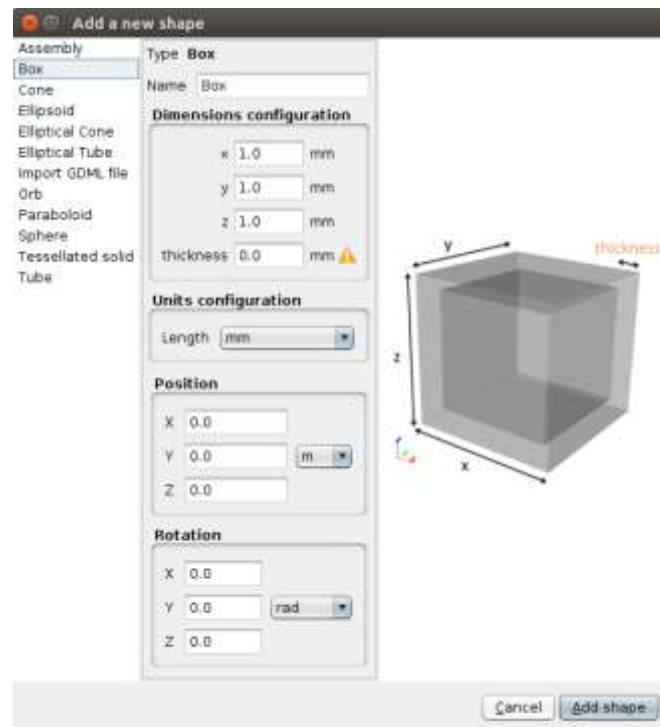 Add a new shape
Assembly
Box
Cone
Ellipsoid
Elliptical Cone
Elliptical Tube
Import GDML file
Orb
Paraboloid
Sphere
Tessellated solid
Tube
Type Box
Name Box
Dimensions configuration
x 1.0 mm
y 1.0 mm
z 1.0 mm
thickness 0.0 mm
Units configuration
Length mm
Position
X 0.0
Y 0.0 m
Z 0.0
Rotation
X 0.0
Y 0.0 rad
Z 0.0
y
thickness
z
x
Cancel
Add shape